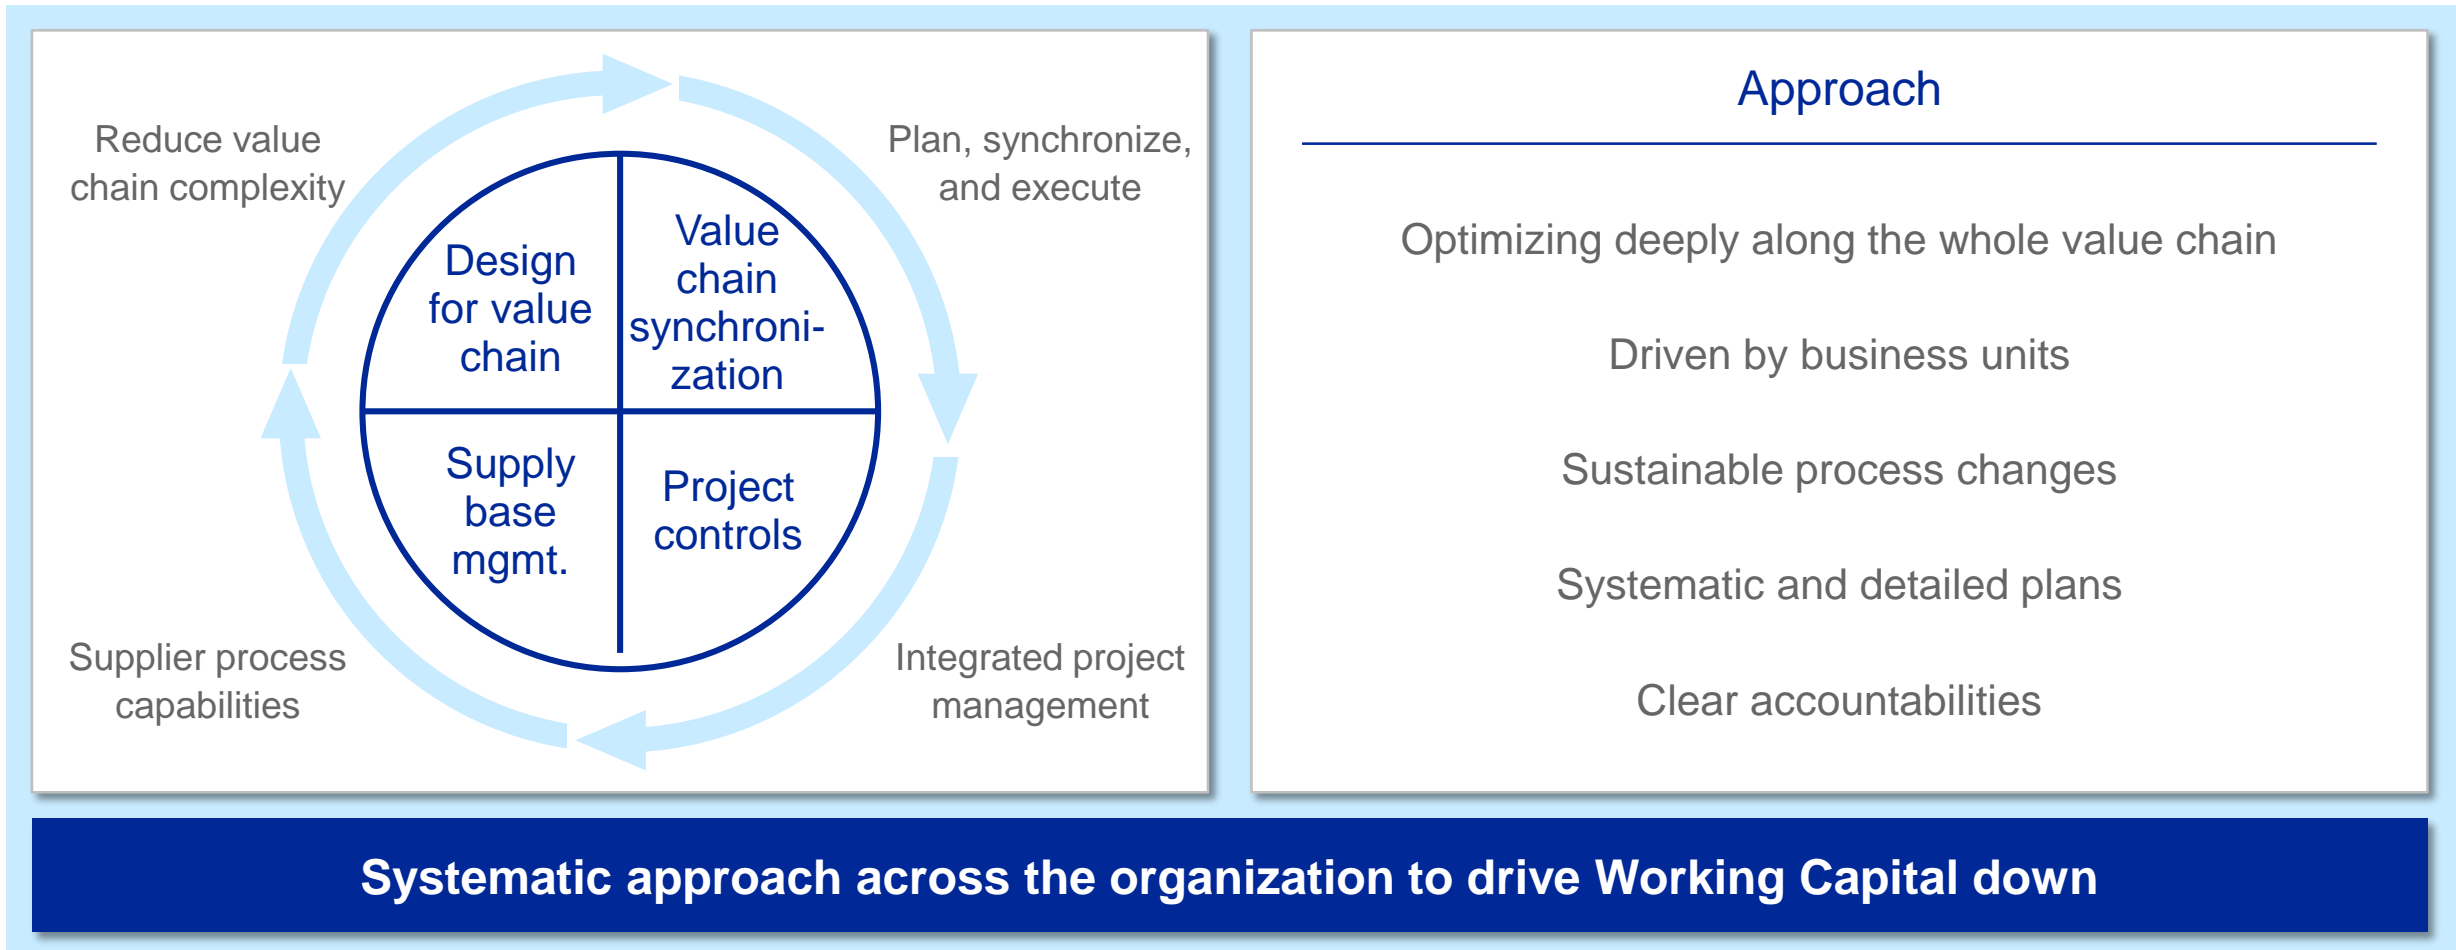 Reduce value
chain complexity
Plan, synchronize,
and execute
Design
for value
chain
Value
chain
synchroni-
zation
Supply
base
mgmt.
Project
controls
Supplier process
capabilities
Integrated project
management
Approach
Optimizing deeply along the whole value chain
Driven by business units
Sustainable process changes
Systematic and detailed plans
Clear accountabilities
Systematic approach across the organization to drive Working Capital down